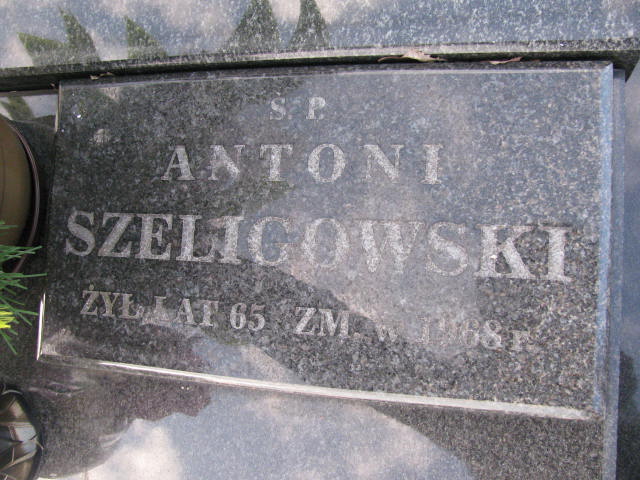 Ś. P.
ANTONI
SZELIGOWSKI
ŻYŁ LAT 65 ZM. W 1968 r.